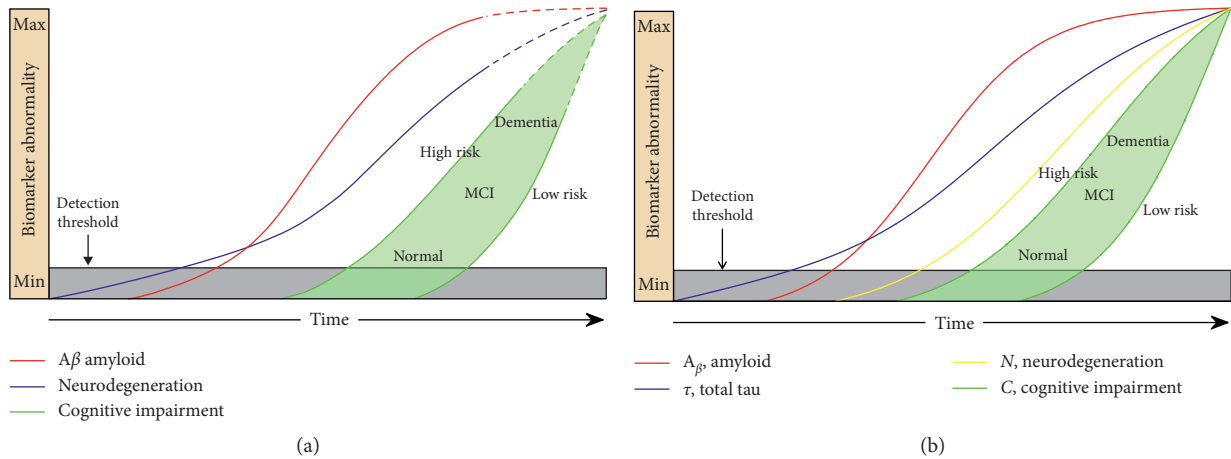 Max
Biomarker abnormality
Min
Detection
threshold
High risk
Dementia
MCI
Low risk
Normal
Time
Aβ amyloid
Neurodegeneration
Cognitive impairment
(a)
Max
Biomarker abnormality
Min
Detection
threshold
High risk
Dementia
MCI
Low risk
Normal
Time
A_β, amyloid
τ, total tau
N, neurodegeneration
C, cognitive impairment
(b)